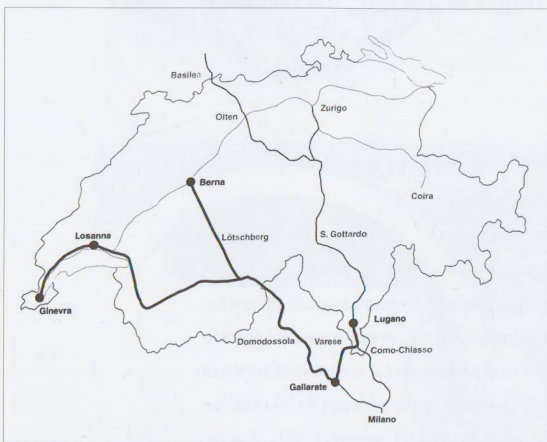 Basilea
Zurigo
Olten
Berna
Coira
Losanna
Lötschberg
S. Gottardo
Ginevra
Lugano
Domodossola
Varese
Como-Chiasso
Gallarate
Milano